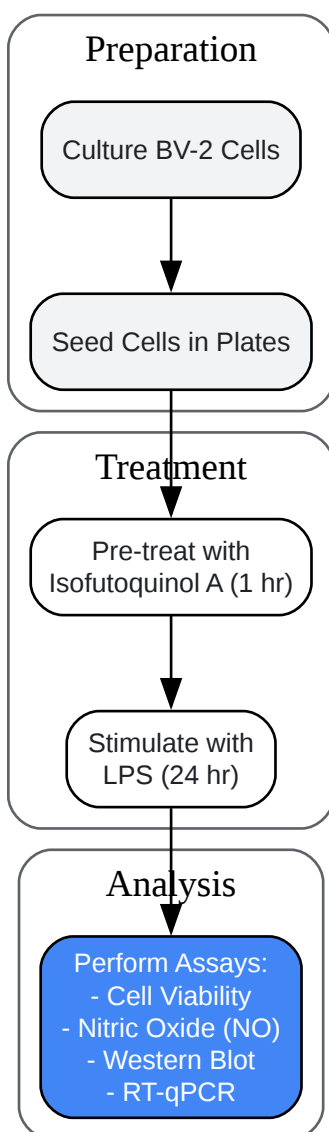 Preparation
Culture BV-2 Cells
Seed Cells in Plates
Treatment
Pre-treat with
Isofutoquinol A (1 hr)
Stimulate with
LPS (24 hr)
Analysis
Perform Assays:
- Cell Viability
- Nitric Oxide (NO)
- Western Blot
- RT-qPCR